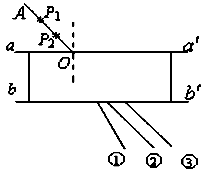 A P₁
P₂
a O a′
b b′
① ② ③